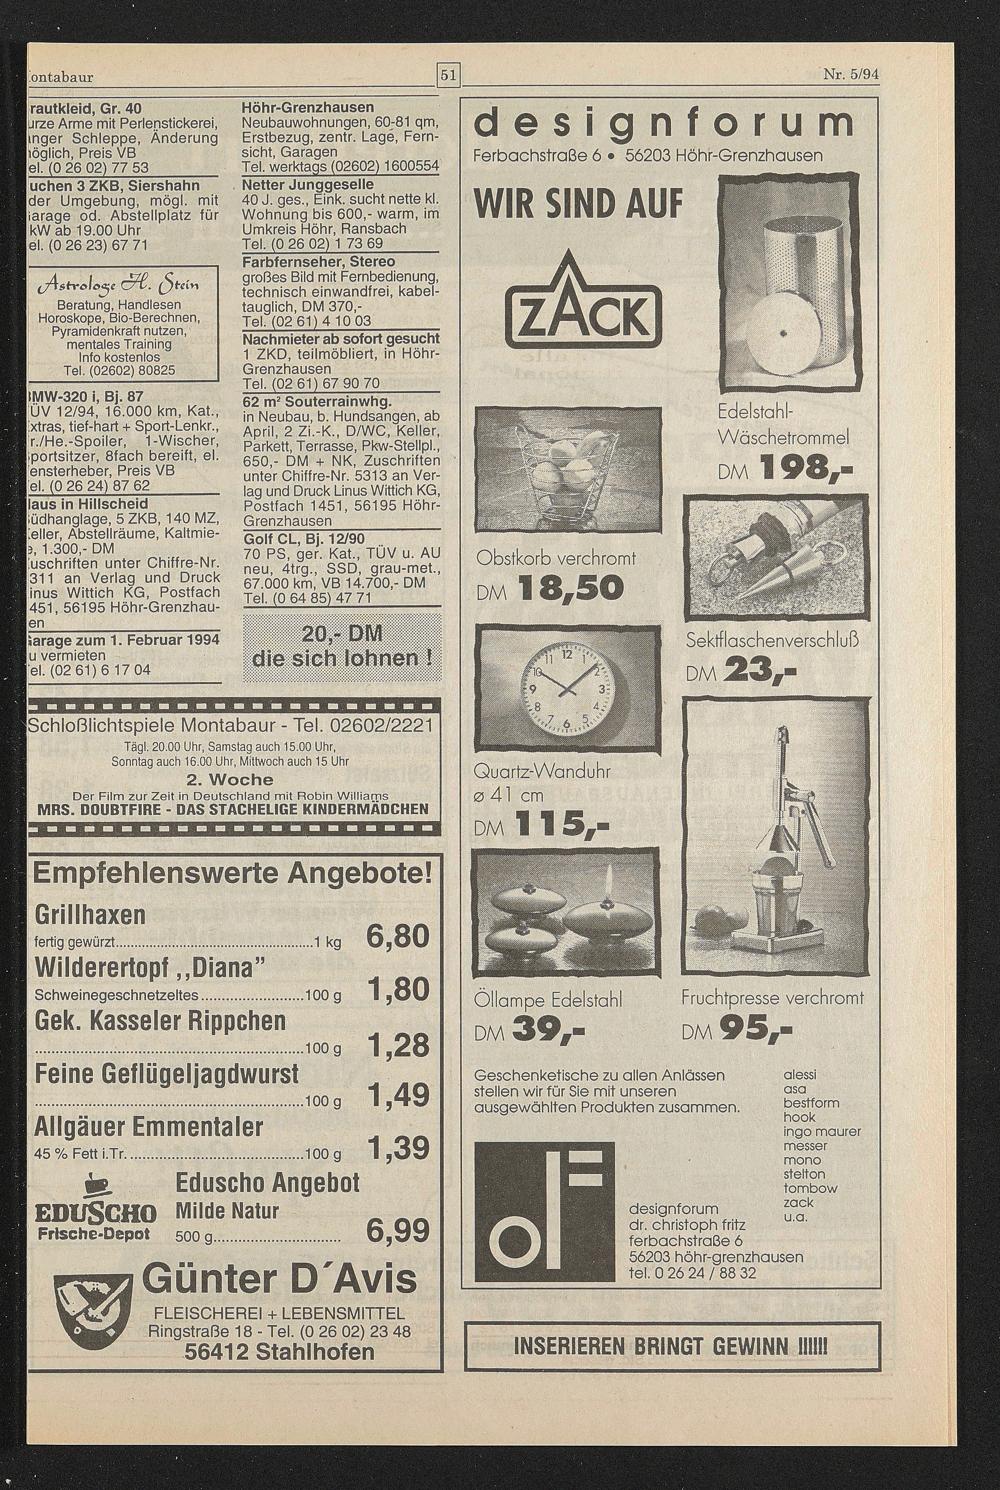 ontabaur
51
Nr. 5/94
rautkleid, Gr. 40
urze Arme mit Perlenstickerei,
nger Schleppe, Änderung
öglich, Preis VB
el. (0 26 02) 77 53
uchen 3 ZKB, Siershahn
der Umgebung, mögl. mit
arage od. Abstellplatz für
kW ab 19.00 Uhr
el. (0 26 23) 67 71
Astrologe H. Stein
Beratung, Handlesen
Horoskope, Bio-Berechnen,
Pyramidenkraft nutzen,
mentales Training
Info kostenlos
Tel. (02602) 80825
MW-320 i, Bj. 87
ÜV 12/94, 16.000 km, Kat.,
xtras, tief-hart + Sport-Lenkr.,
r./He.-Spoiler, 1-Wischer,
portsitzer, 8fach bereift, el.
ensterheber, Preis VB
el. (0 26 24) 87 62
aus in Hillscheid
üdhanglage, 5 ZKB, 140 MZ,
eller, Abstellräume, Kaltmie-
e, 1.300,- DM
uschriften unter Chiffre-Nr.
311 an Verlag und Druck
inus Wittich KG, Postfach
451, 56195 Höhr-Grenzhau-
en
arage zum 1. Februar 1994
u vermieten
el. (02 61) 6 17 04
Höhr-Grenzhausen
Neubauwohnungen, 60-81 qm,
Erstbezug, zentr. Lage, Fern-
sicht, Garagen
Tel. werktags (02602) 1600554
Netter Junggeselle
40 J. ges., Eink. sucht nette kl.
Wohnung bis 600,- warm, im
Umkreis Höhr, Ransbach
Tel. (0 26 02) 1 73 69
Farbfernseher, Stereo
großes Bild mit Fernbedienung,
technisch einwandfrei, kabel-
tauglich, DM 370,-
Tel. (02 61) 4 10 03
Nachmieter ab sofort gesucht
1 ZKD, teilmöbliert, in Höhr-
Grenzhausen
Tel. (02 61) 67 90 70
62 m² Souterrainwhg.
in Neubau, b. Hundsangen, ab
April, 2 Zi.-K., D/WC, Keller,
Parkett, Terrasse, Pkw-Stellpl.,
650,- DM + NK, Zuschriften
unter Chiffre-Nr. 5313 an Ver-
lag und Druck Linus Wittich KG,
Postfach 1451, 56195 Höhr-
Grenzhausen
Golf CL, Bj. 12/90
70 PS, ger. Kat., TÜV u. AU
neu, 4trg., SSD, grau-met.,
67.000 km, VB 14.700,- DM
Tel. (0 64 85) 47 71
20,- DM
die sich lohnen !
Schloßlichtspiele Montabaur - Tel. 02602/2221
Tägl. 20.00 Uhr, Samstag auch 15.00 Uhr,
Sonntag auch 16.00 Uhr, Mittwoch auch 15 Uhr
2. Woche
Der Film zur Zeit in Deutschland mit Robin Williams
MRS. DOUBTFIRE - DAS STACHELIGE KINDERMÄDCHEN
Empfehlenswerte Angebote!
Grillhaxen
fertig gewürzt..................................................1 kg 6,80
Wilderertopf ,,Diana”
Schweinegeschnetzeltes..........................100 g 1,80
Gek. Kasseler Rippchen
....................................................................100 g 1,28
Feine Geflügeljagdwurst
....................................................................100 g 1,49
Allgäuer Emmentaler
45 % Fett i.Tr............................................100 g 1,39
Eduscho Angebot
EDUSCHO
Frische-Depot
Milde Natur
500 g................................ 6,99
Günter D´Avis
FLEISCHEREI + LEBENSMITTEL
Ringstraße 18 - Tel. (0 26 02) 23 48
56412 Stahlhofen
designforum
Ferbachstraße 6 • 56203 Höhr-Grenzhausen
WIR SIND AUF
ZACK
Edelstahl-
Wäschetrommel
DM 198,-
Obstkorb verchromt
DM 18,50
Sektflaschenverschluß
DM 23,-
11 12 1
10 2
9 3
8 4
7 6 5
Quartz-Wanduhr
ø 41 cm
DM 115,-
Öllampe Edelstahl
DM 39,-
Fruchtpresse verchromt
DM 95,-
Geschenketische zu allen Anlässen
stellen wir für Sie mit unseren
ausgewählten Produkten zusammen.
alessi
asa
bestform
hook
ingo maurer
messer
mono
stelton
tombow
zack
u.a.
dF
designforum
dr. christoph fritz
ferbachstraße 6
56203 höhr-grenzhausen
tel. 0 26 24 / 88 32
INSERIEREN BRINGT GEWINN !!!!!!